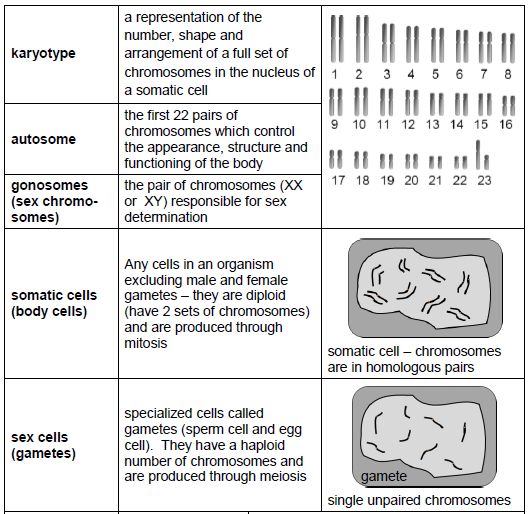 karyotype
a representation of the
number, shape and
arrangement of a full set of
chromosomes in the nucleus of
a somatic cell
1 2 3 4 5 6 7 8
9 10 11 12 13 14 15 16
17 18 19 20 21 22 23
autosome
the first 22 pairs of
chromosomes which control
the appearance, structure and
functioning of the body
gonosomes
(sex chromo-
somes)
the pair of chromosomes (XX
or XY) responsible for sex
determination
somatic cells
(body cells)
Any cells in an organism
excluding male and female
gametes – they are diploid
(have 2 sets of chromosomes)
and are produced through
mitosis
somatic cell – chromosomes
are in homologous pairs
sex cells
(gametes)
specialized cells called
gametes (sperm cell and egg
cell). They have a haploid
number of chromosomes and
are produced through meiosis
gamete
single unpaired chromosomes